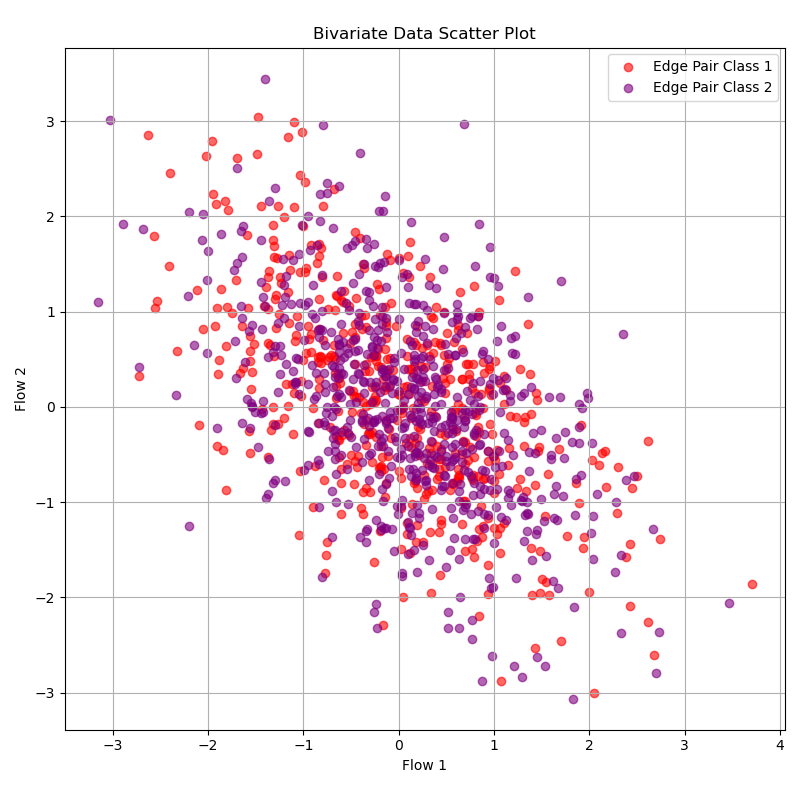 Bivariate Data Scatter Plot
Edge Pair Class 1
Edge Pair Class 2
3
2
1
0
−1
−2
−3
Flow 2
−3 −2 −1 0 1 2 3 4
Flow 1